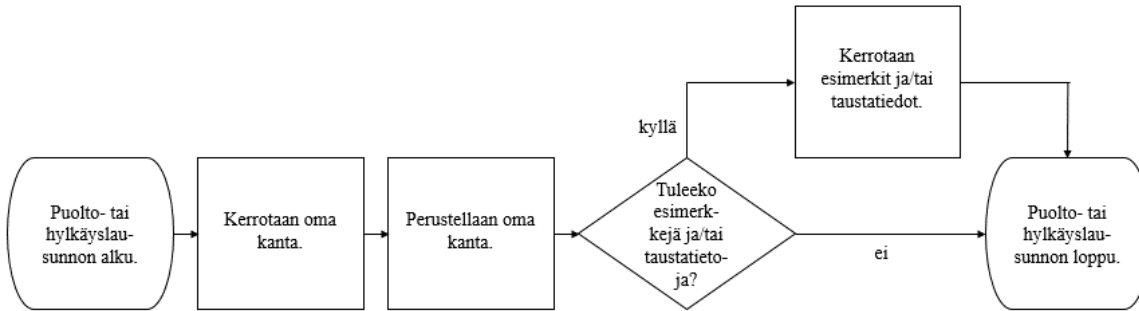 Puolto- tai
hylkäyslau-
sunnon alku.
Kerrotaan oma
kanta.
Perustellaan oma
kanta.
Tuleeko
esimerk-
kejä ja/tai
taustatieto-
ja?
kyllä
Kerrotaan
esimerkit ja/tai
taustatiedot.
ei
Puolto- tai
hylkäyslau-
sunnon loppu.